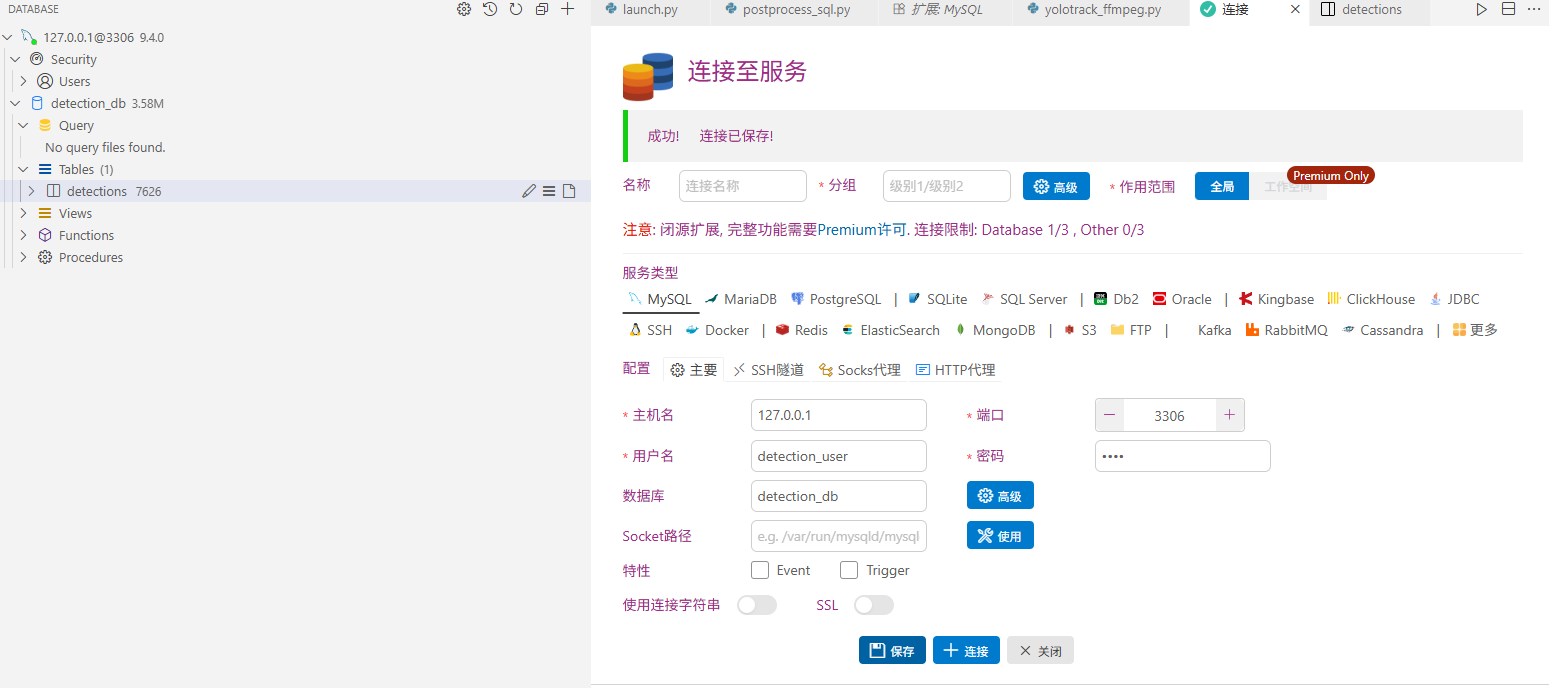 DATABASE
127.0.0.1@3306 9.4.0
Security
Users
detection_db 3.58M
Query
No query files found.
Tables (1)
detections 7626
Views
Functions
Procedures
launch.py
postprocess_sql.py
扩展: MySQL
yolotrack_ffmpeg.py
连接
detections
连接至服务
成功! 连接已保存!
名称 连接名称 * 分组 级别1/级别2 高级 * 作用范围 全局 工作空间 Premium Only
注意: 闭源扩展, 完整功能需要Premium许可. 连接限制: Database 1/3 , Other 0/3
服务类型
MySQL MariaDB PostgreSQL | SQLite SQL Server | Db2 Oracle | Kingbase ClickHouse JDBC
SSH Docker | Redis ElasticSearch MongoDB | S3 FTP | Kafka RabbitMQ Cassandra | 更多
配置 主要 SSH隧道 Socks代理 HTTP代理
* 主机名 127.0.0.1 * 端口 3306
* 用户名 detection_user * 密码 ••••
数据库 detection_db 高级
Socket路径 e.g. /var/run/mysqld/mysql 使用
特性 Event Trigger
使用连接字符串 SSL
保存 连接 关闭